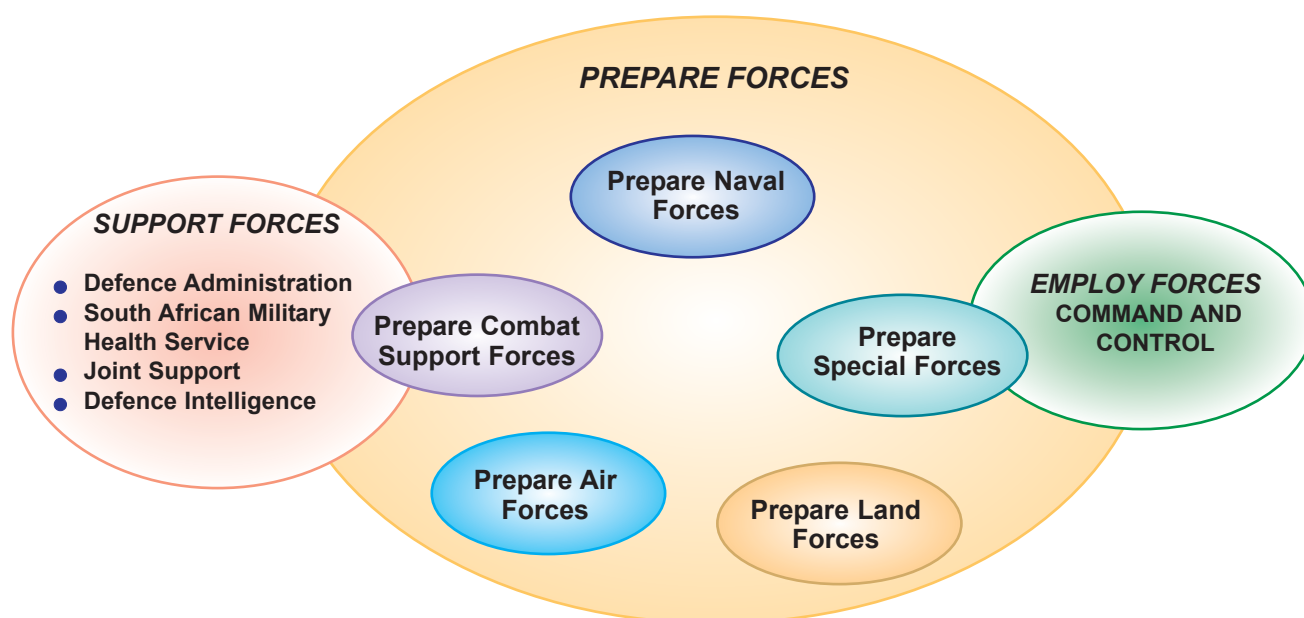 PREPARE FORCES
Prepare Naval
Forces
SUPPORT FORCES
Defence Administration
South African Military
Health Service
Joint Support
Defence Intelligence
Prepare Combat
Support Forces
Prepare
Special Forces
EMPLOY FORCES
COMMAND AND
CONTROL
Prepare Air
Forces
Prepare Land
Forces